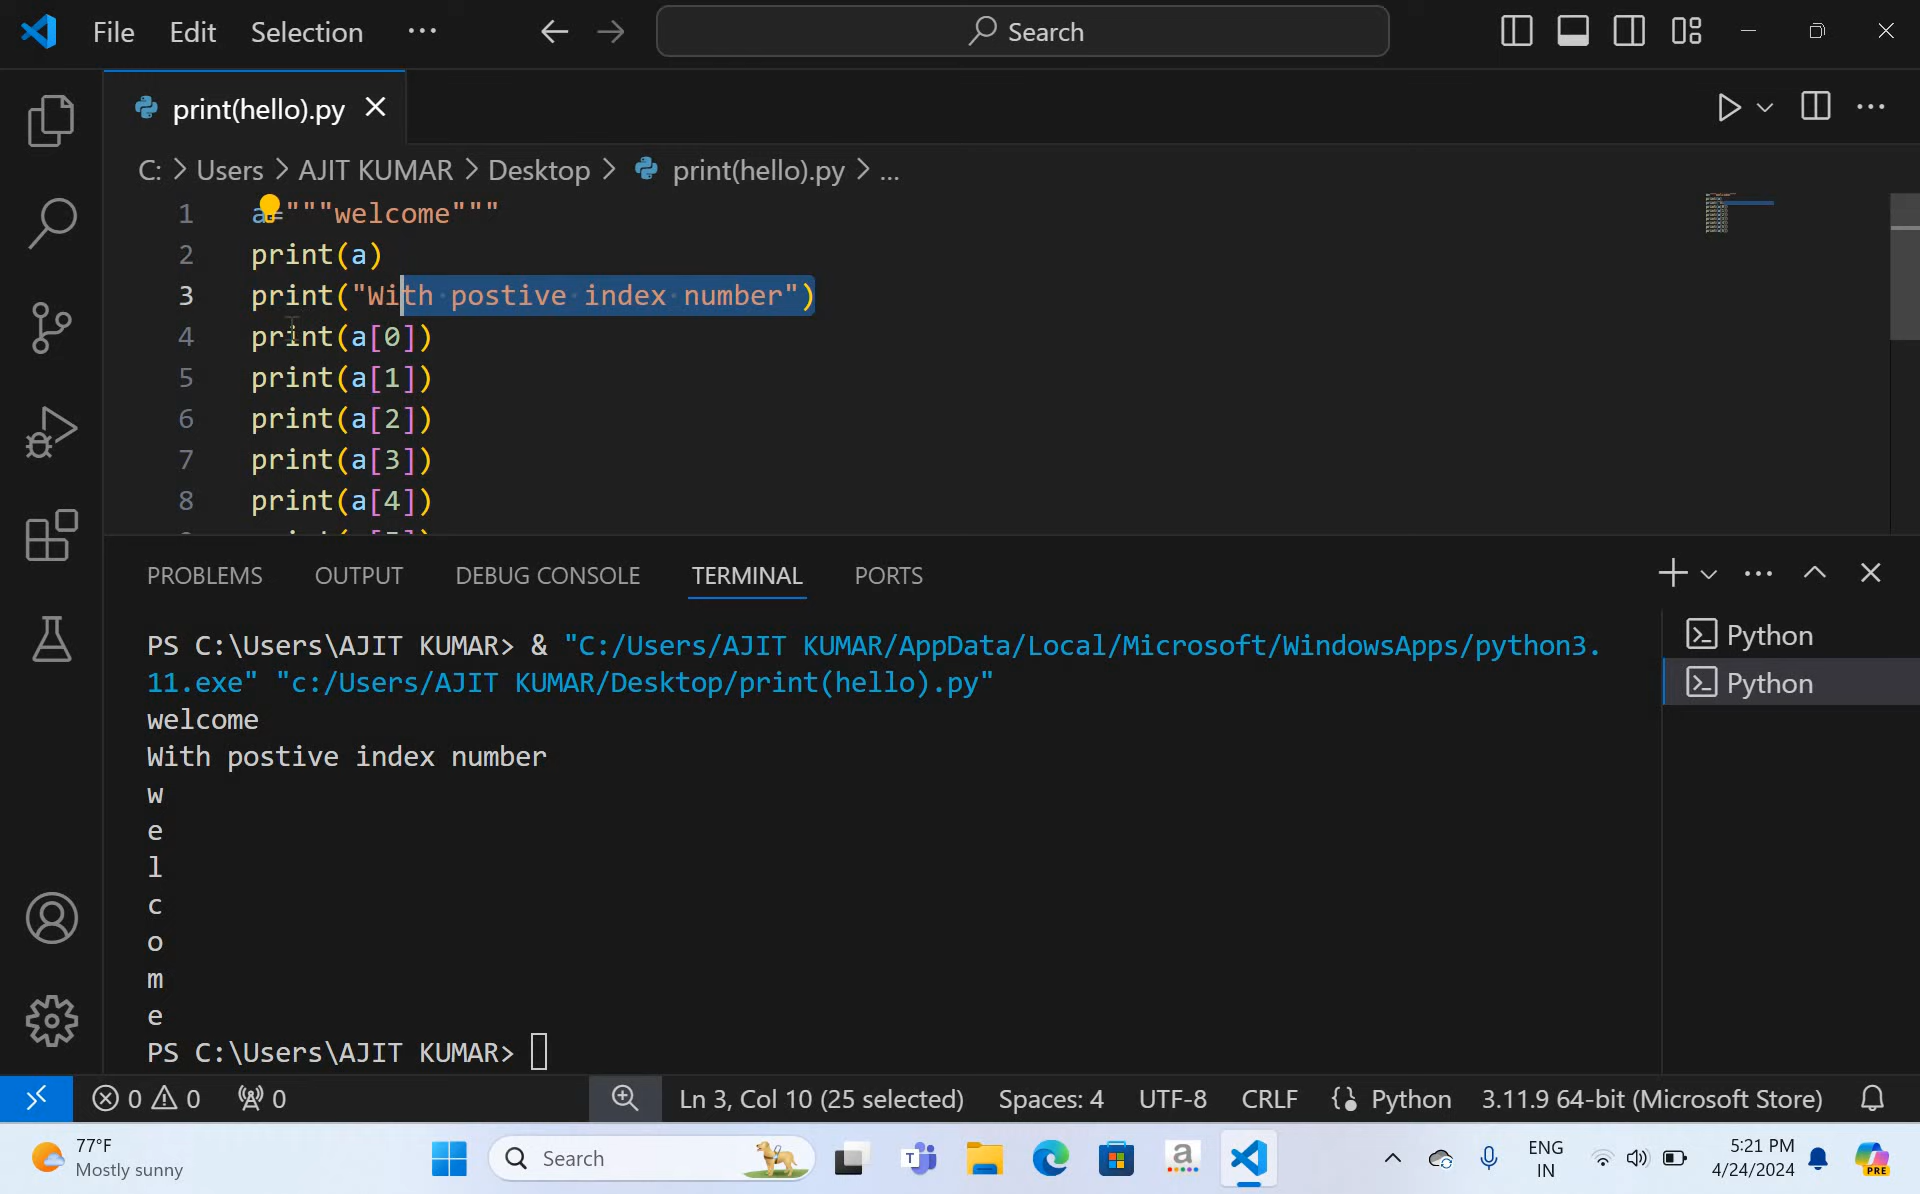 File Edit Selection ··· Search
print(hello).py
C: > Users > AJIT KUMAR > Desktop > print(hello).py > ...
1 a="""welcome"""
2 print(a)
3 print("With postive index number")
4 print(a[0])
5 print(a[1])
6 print(a[2])
7 print(a[3])
8 print(a[4])
PROBLEMS OUTPUT DEBUG CONSOLE TERMINAL PORTS
PS C:\Users\AJIT KUMAR> & "C:/Users/AJIT KUMAR/AppData/Local/Microsoft/WindowsApps/python3.
11.exe" "c:/Users/AJIT KUMAR/Desktop/print(hello).py"
welcome
With postive index number
w
e
l
c
o
m
e
PS C:\Users\AJIT KUMAR>
Python
Python
0 0 0 Ln 3, Col 10 (25 selected) Spaces: 4 UTF-8 CRLF Python 3.11.9 64-bit (Microsoft Store)
77°F
Mostly sunny
Search
ENG
IN
5:21 PM
4/24/2024
PRE